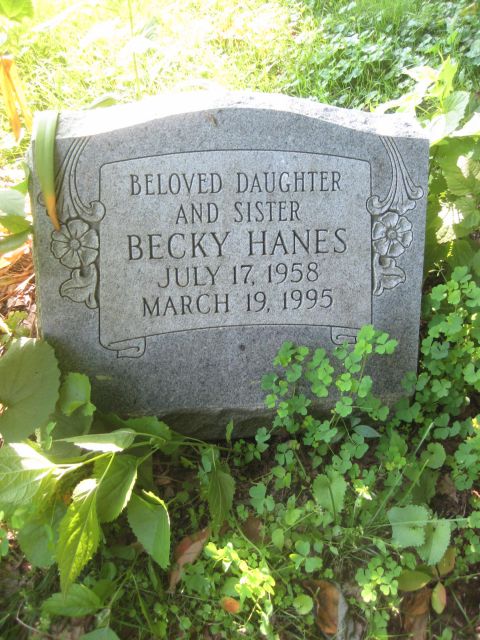 BELOVED DAUGHTER
AND SISTER
BECKY HANES
JULY 17, 1958
MARCH 19, 1995